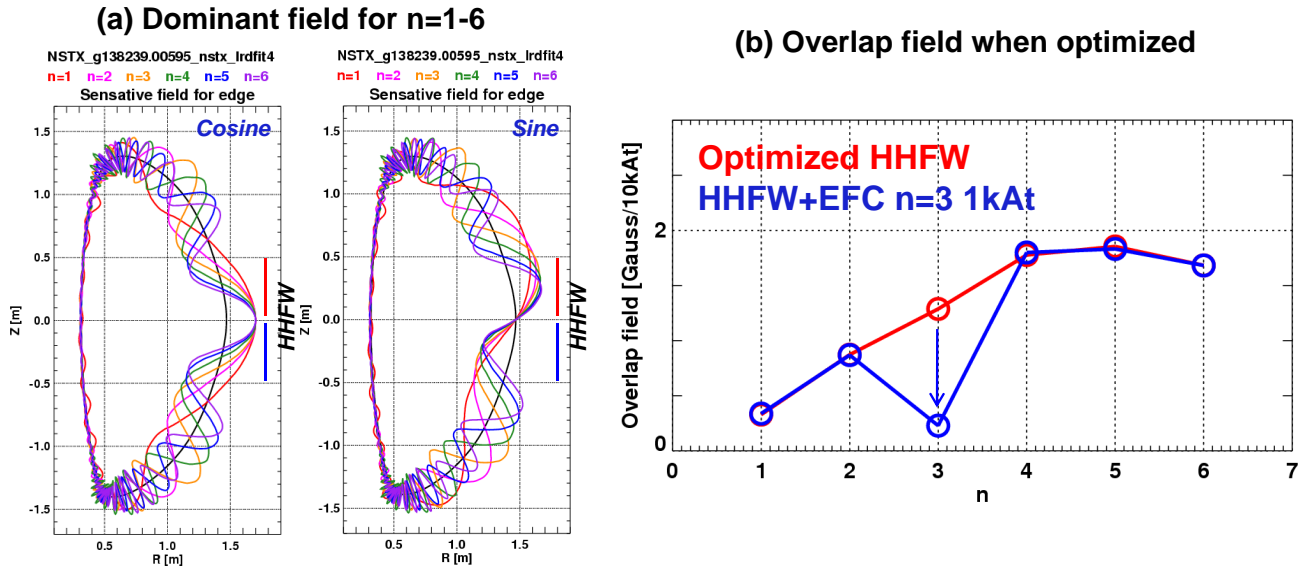 (a) Dominant field for n=1-6
NSTX_g138239.00595_nstx_lrdfit4
n=1 n=2 n=3 n=4 n=5 n=6
Sensative field for edge
Cosine
1.5
1.0
0.5
0.0
-0.5
-1.0
-1.5
Z [m]
0.5 1.0 1.5
R [m]
HHFW
NSTX_g138239.00595_nstx_lrdfit4
n=1 n=2 n=3 n=4 n=5 n=6
Sensative field for edge
Sine
1.5
1.0
0.5
0.0
-0.5
-1.0
-1.5
Z [m]
0.5 1.0 1.5
R [m]
HHFW
(b) Overlap field when optimized
Optimized HHFW
HHFW+EFC n=3 1kAt
Overlap field [Gauss/10kAt]
2
0
0 1 2 3 4 5 6 7
n